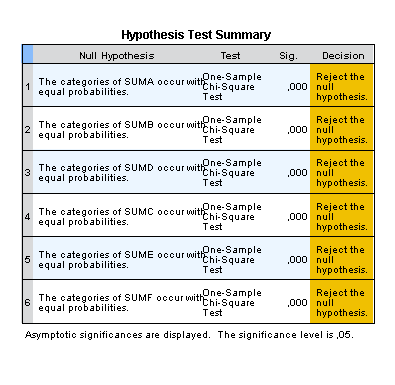 Hypothesis Test Summary
Null Hypothesis Test Sig. Decision
1 The categories of SUMA occur with equal probabilities. One-Sample Chi-Square Test ,000 Reject the null hypothesis.
2 The categories of SUMB occur with equal probabilities. One-Sample Chi-Square Test ,000 Reject the null hypothesis.
3 The categories of SUMD occur with equal probabilities. One-Sample Chi-Square Test ,000 Reject the null hypothesis.
4 The categories of SUMC occur with equal probabilities. One-Sample Chi-Square Test ,000 Reject the null hypothesis.
5 The categories of SUME occur with equal probabilities. One-Sample Chi-Square Test ,000 Reject the null hypothesis.
6 The categories of SUMF occur with equal probabilities. One-Sample Chi-Square Test ,000 Reject the null hypothesis.
Asymptotic significances are displayed. The significance level is ,05.